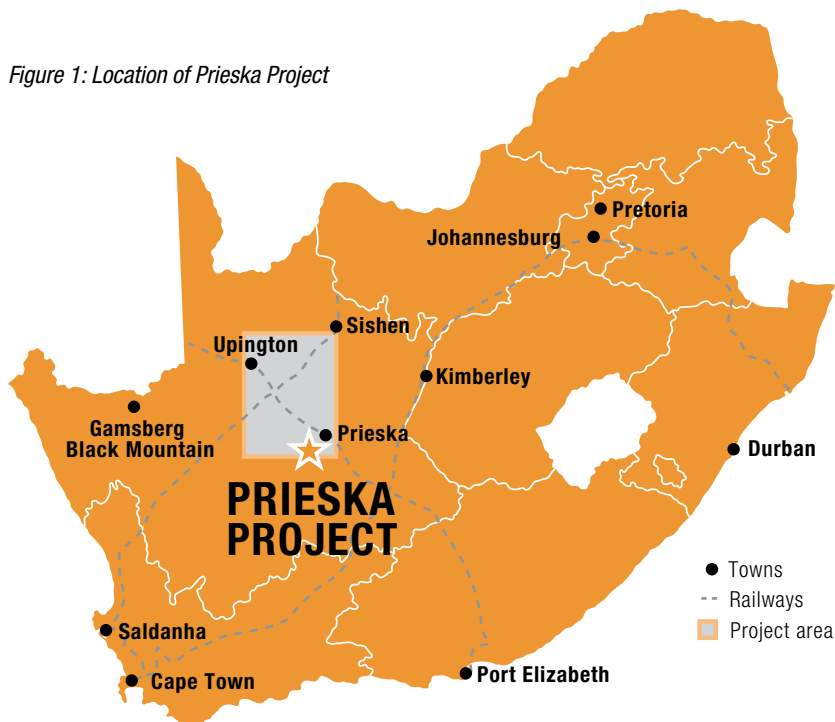 Figure 1: Location of Prieska Project
Pretoria
Johannesburg
Sishen
Upington
Kimberley
Gamsberg
Black Mountain
Prieska
Durban
PRIESKA
PROJECT
Towns
Railways
Project area
Saldanha
Cape Town
Port Elizabeth